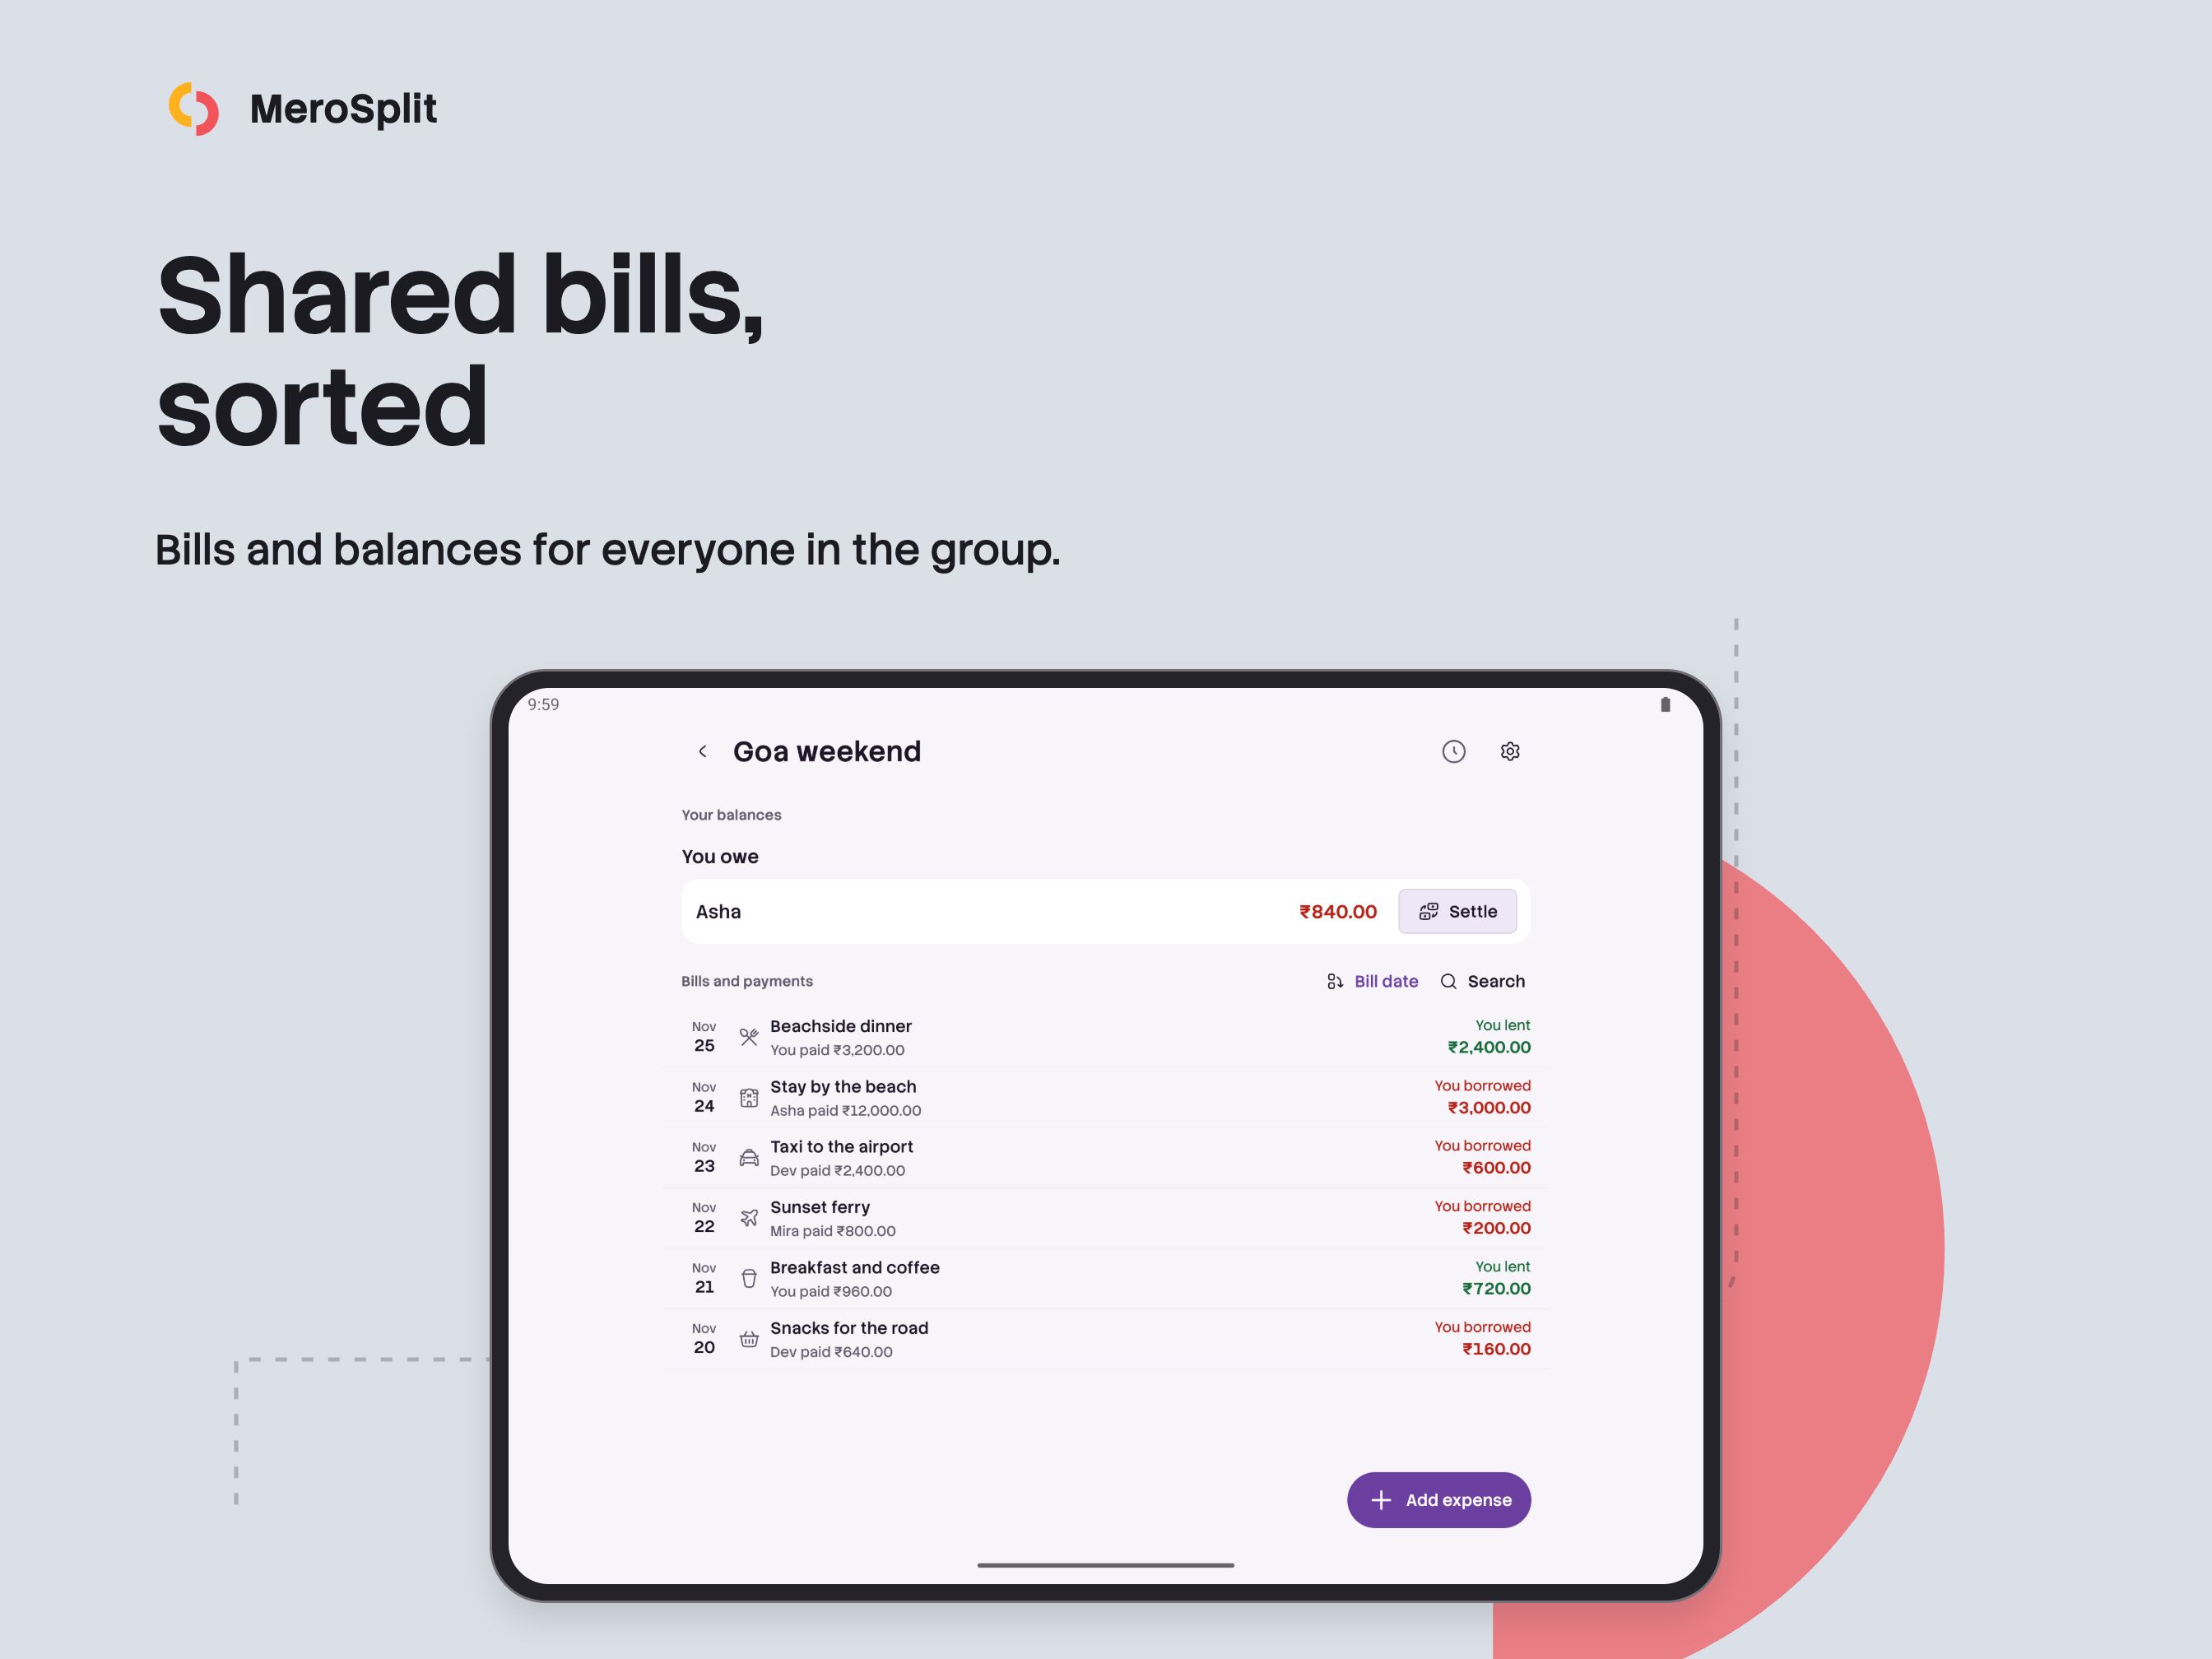 MeroSplit
Shared bills,
sorted
Bills and balances for everyone in the group.
9:59
Goa weekend
Your balances
You owe
Asha ₹840.00 Settle
Bills and payments Bill date Search
Nov Beachside dinner You lent
25 You paid ₹3,200.00 ₹2,400.00
Nov Stay by the beach You borrowed
24 Asha paid ₹12,000.00 ₹3,000.00
Nov Taxi to the airport You borrowed
23 Dev paid ₹2,400.00 ₹600.00
Nov Sunset ferry You borrowed
22 Mira paid ₹800.00 ₹200.00
Nov Breakfast and coffee You lent
21 You paid ₹960.00 ₹720.00
Nov Snacks for the road You borrowed
20 Dev paid ₹640.00 ₹160.00
Add expense